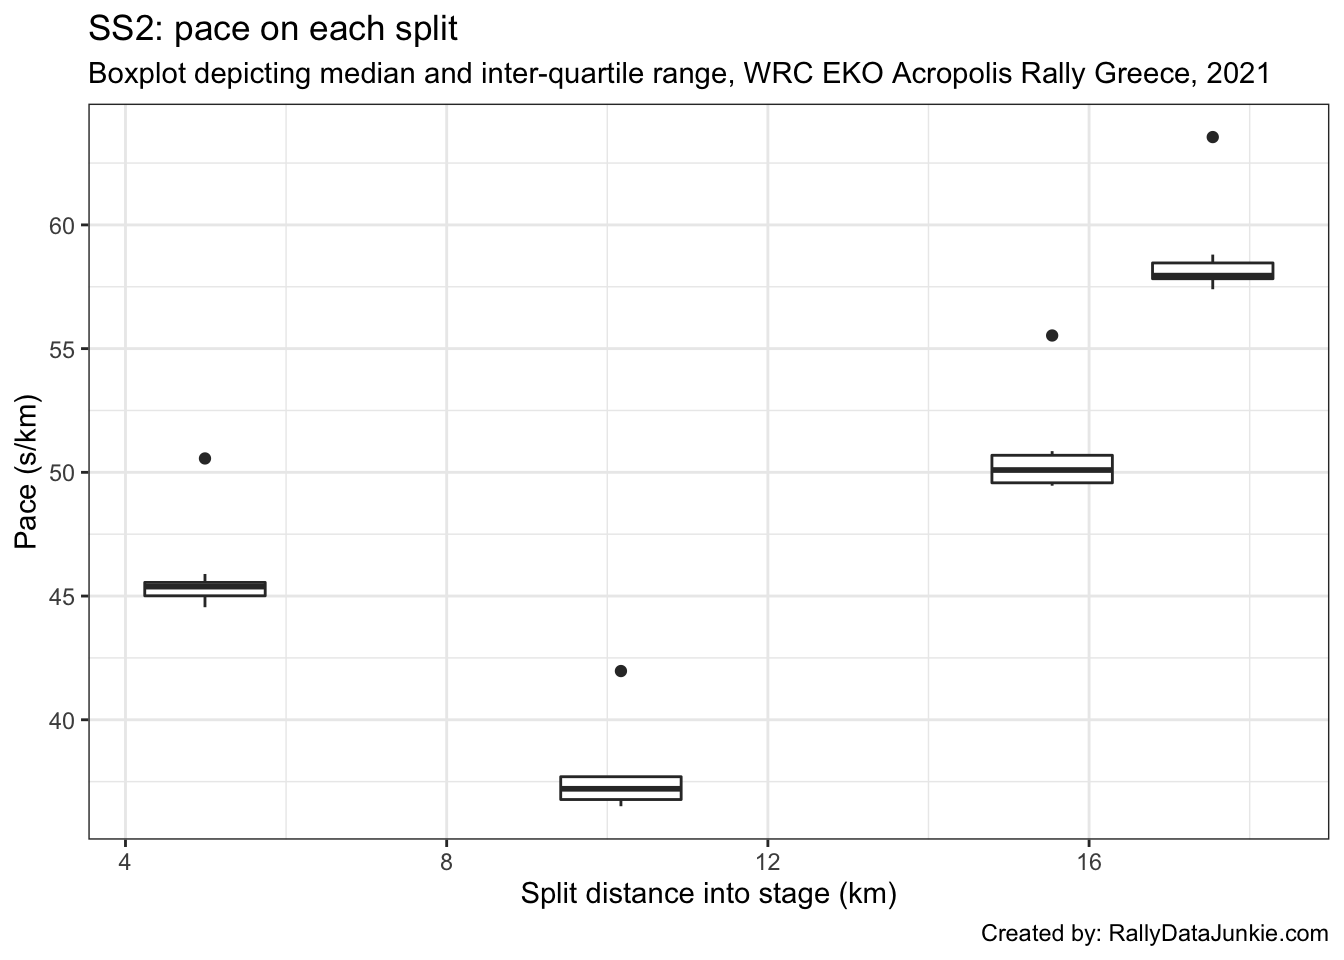 SS2: pace on each split
Boxplot depicting median and inter-quartile range, WRC EKO Acropolis Rally Greece, 2021
60
55
50
45
40
Pace (s/km)
4 8 12 16
Split distance into stage (km)
Created by: RallyDataJunkie.com